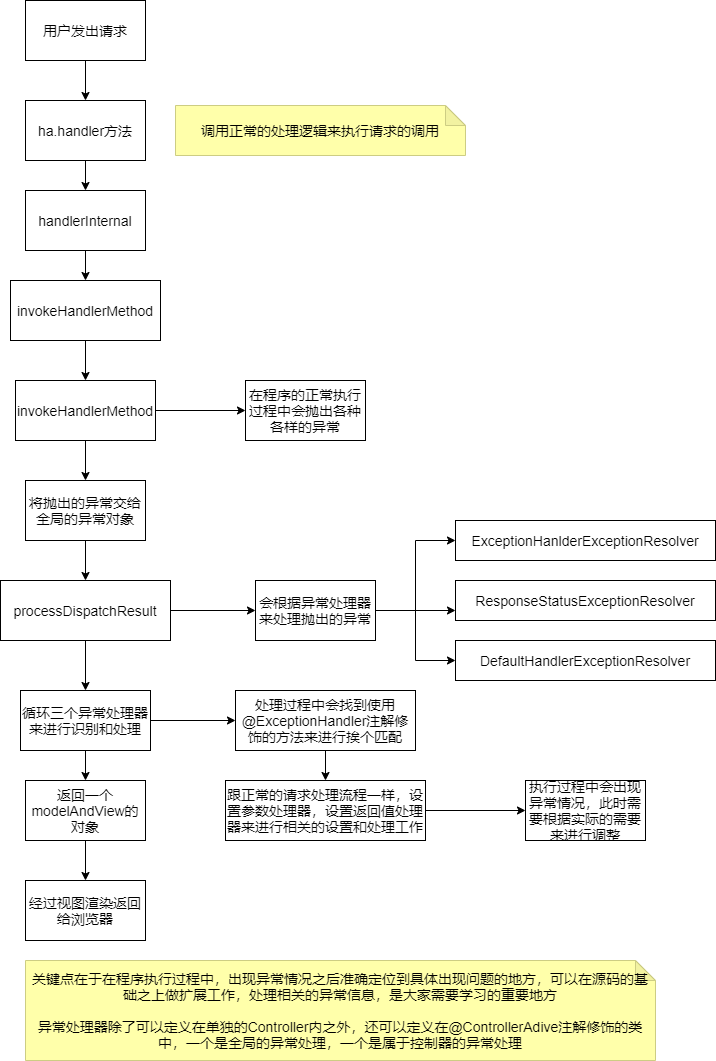 用户发出请求
ha.handler方法
调用正常的处理逻辑来执行请求的调用
handlerInternal
invokeHandlerMethod
invokeHandlerMethod
在程序的正常执行
过程中会抛出各种
各样的异常
将抛出的异常交给
全局的异常对象
processDispatchResult
会根据异常处理器
来处理抛出的异常
ExceptionHanlderExceptionResolver
ResponseStatusExceptionResolver
DefaultHandlerExceptionResolver
循环三个异常处理器
来进行识别和处理
处理过程中会找到使用
@ExceptionHandler注解修
饰的方法来进行挨个匹配
返回一个
modelAndView的
对象
跟正常的请求处理流程一样，设
置参数处理器，设置返回值处理
器来进行相关的设置和处理工作
执行过程中会出现
异常情况，此时需
要根据实际的需要
来进行调整
经过视图渲染返回
给浏览器
关键点在于在程序执行过程中，出现异常情况之后准确定位到具体出现问题的地方，可以在源码的基
础之上做扩展工作，处理相关的异常信息，是大家需要学习的重要地方
异常处理器除了可以定义在单独的Controller内之外，还可以定义在@ControllerAdive注解修饰的类
中，一个是全局的异常处理，一个是属于控制器的异常处理